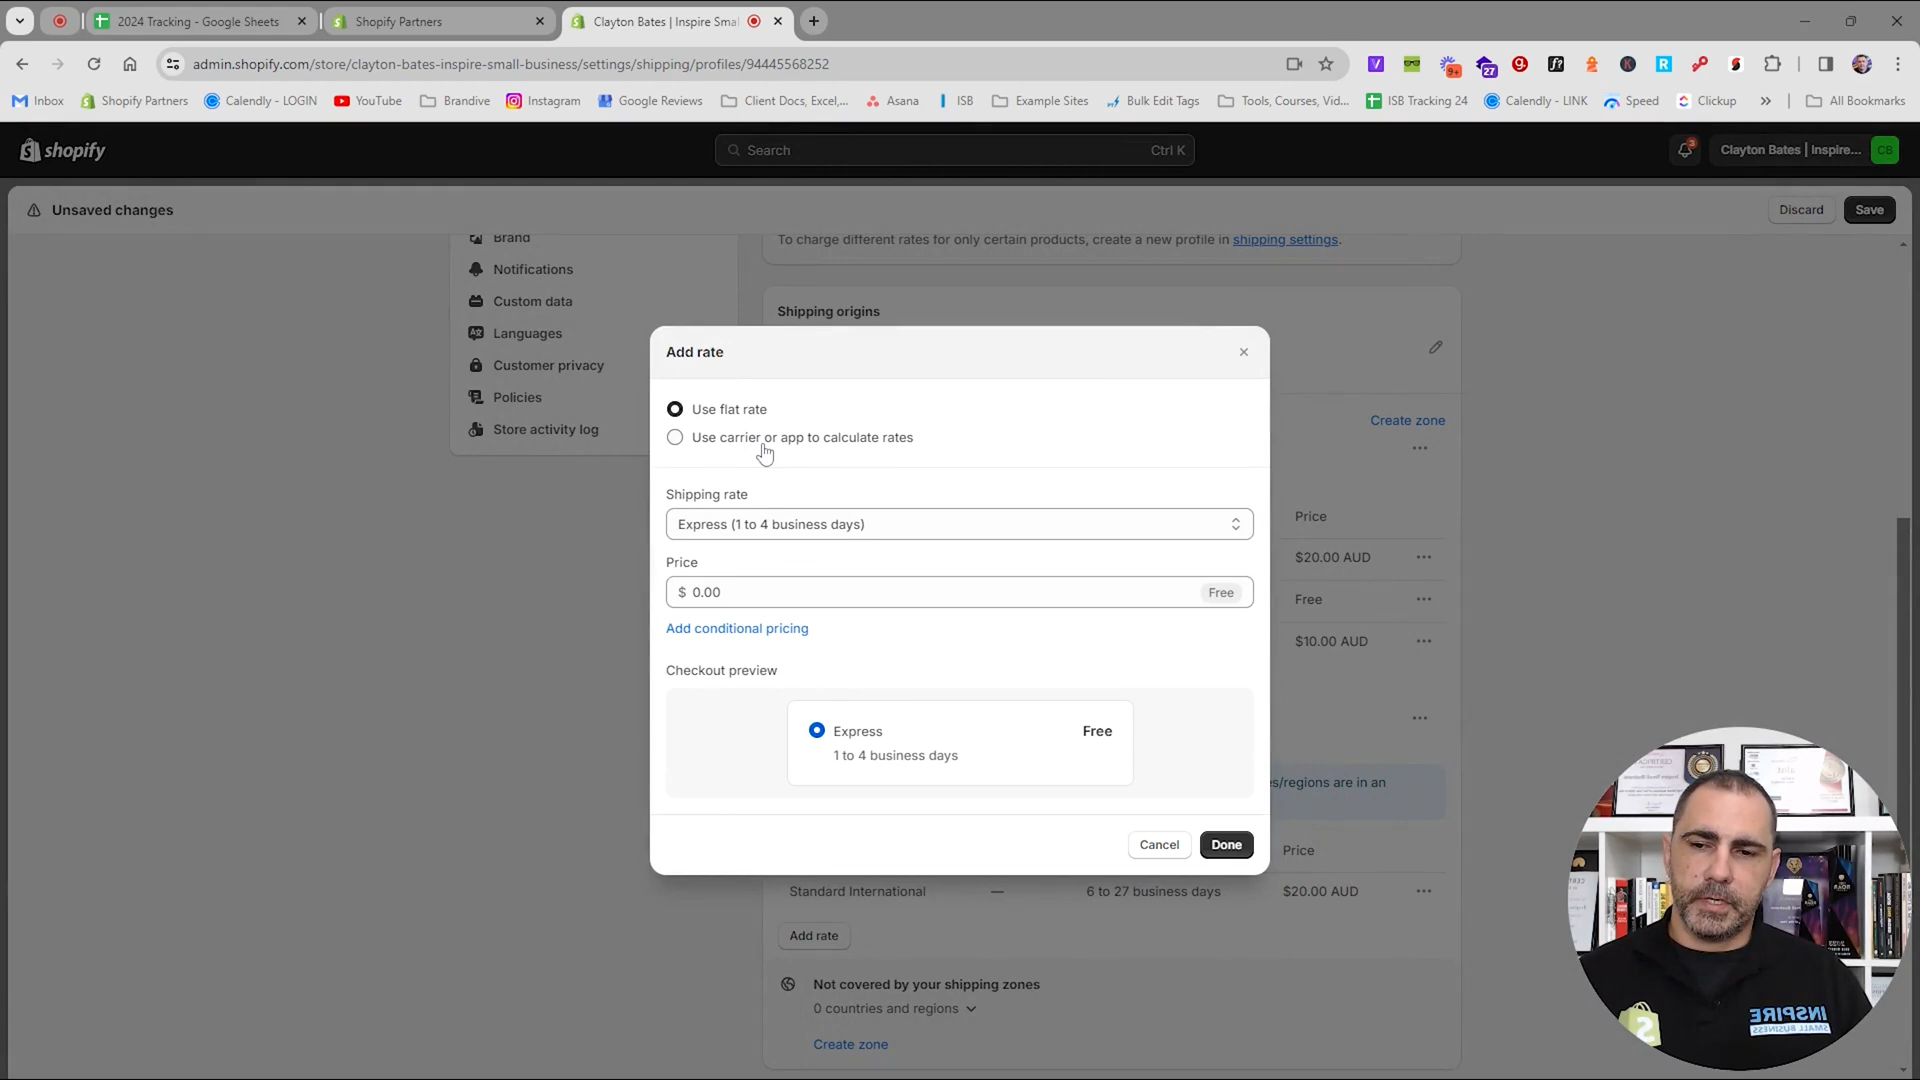 2024 Tracking - Google Sheets
Shopify Partners
Clayton Bates | Inspire Smal
admin.shopify.com/store/clayton-bates-inspire-small-business/settings/shipping/profiles/94445568252
9+
27
f?
Inbox
Shopify Partners
Calendly - LOGIN
YouTube
Brandive
Instagram
Google Reviews
Client Docs, Excel,...
Asana
ISB
Example Sites
Bulk Edit Tags
Tools, Courses, Vid...
ISB Tracking 24
Calendly - LINK
Speed
Clickup
All Bookmarks
shopify
Search
Ctrl K
3
Clayton Bates | Inspire...
CB
Unsaved changes
Discard
Save
Brand
To charge different rates for only certain products, create a new profile in shipping settings.
Notifications
Custom data
Languages
Customer privacy
Policies
Store activity log
Shipping origins
Create zone
Add rate
Use flat rate
Use carrier or app to calculate rates
Shipping rate
Express (1 to 4 business days)
Price
$ 0.00
Free
Add conditional pricing
Checkout preview
Express
Free
1 to 4 business days
Cancel
Done
Price
$20.00 AUD
Free
$10.00 AUD
es/regions are in an
Price
Standard International
—
6 to 27 business days
$20.00 AUD
Add rate
Not covered by your shipping zones
0 countries and regions
Create zone
INSPIRE
SMALL BUSINESS